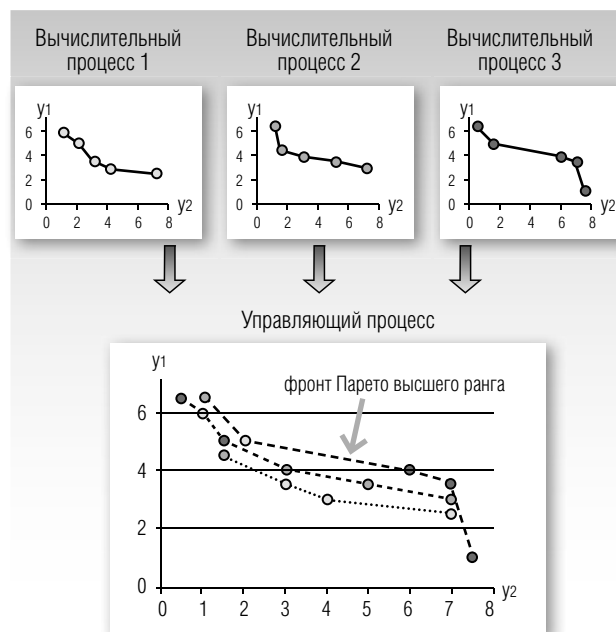 Вычислительный процесс 1
Вычислительный процесс 2
Вычислительный процесс 3
y1
6
4
2
0
0 2 4 6 8
y2
y1
6
4
2
0
0 2 4 6 8
y2
y1
6
4
2
0
0 2 4 6 8
y2
Управляющий процесс
y1
фронт Парето высшего ранга
6
4
2
0
0 1 2 3 4 5 6 7 8
y2